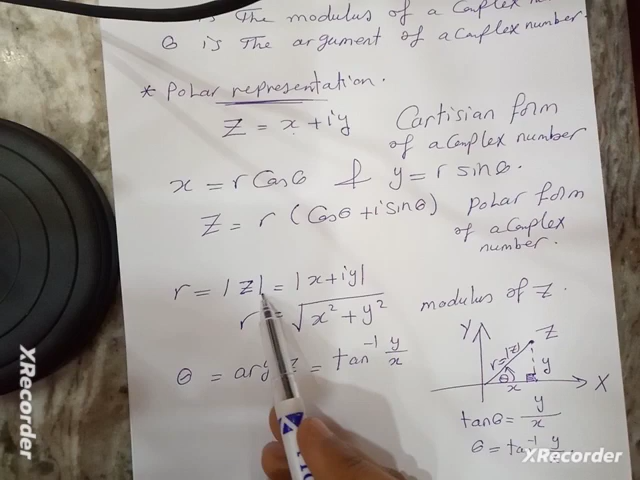 is the modulus of a Complex num
θ is the argument of a Complex number.
* Polar representation.
Z = x + iy Cartisian form
of a Complex number
x = r Cosθ & y = r sinθ.
Z = r (Cosθ + i Sinθ) polar form
of a Complex
number.
r = |Z| = |x + iy|
r = √x² + y² modulus of Z.
θ = arg Z = tan⁻¹ y/x
Y
Z
r=|Z|
θ
x
y
X
tanθ = y/x
θ = tan⁻¹ y/x
XRecorder
XRecorder